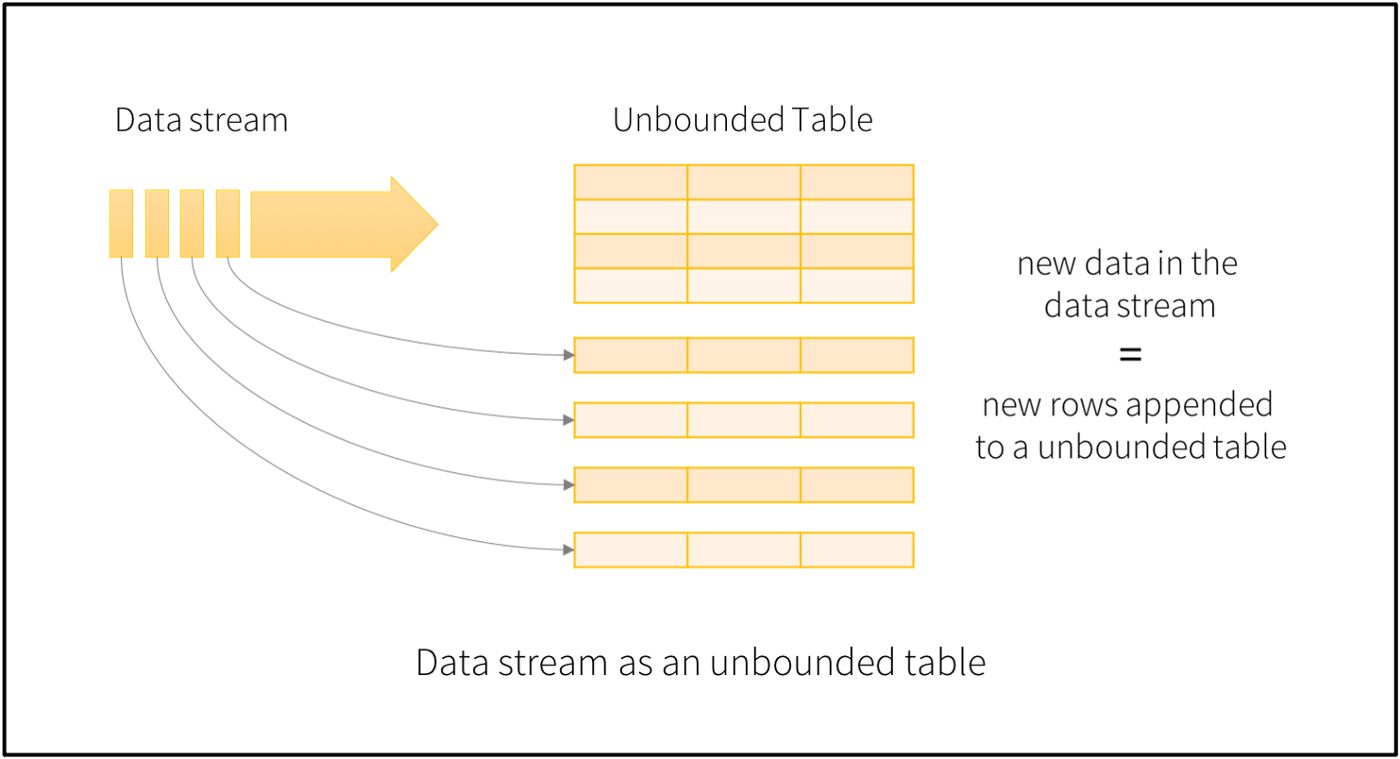 Data stream
Unbounded Table
new data in the
data stream
=
new rows appended
to a unbounded table
Data stream as an unbounded table